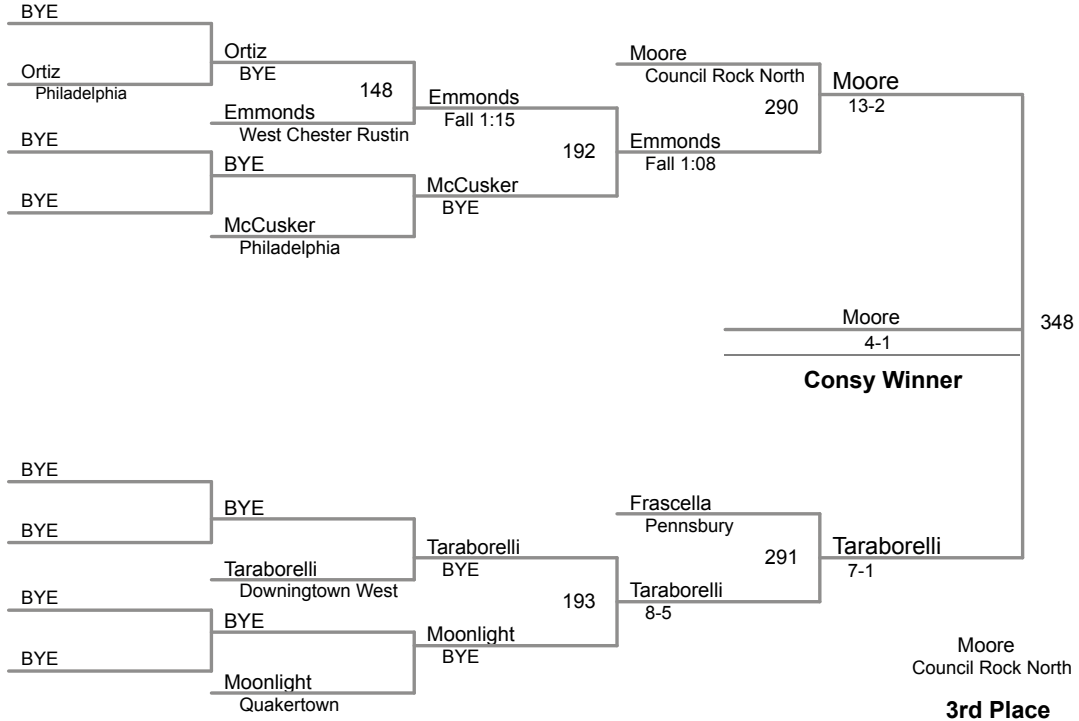 BYE
Ortiz
Philadelphia
BYE
BYE
Ortiz
BYE
148
Emmonds
West Chester Rustin
BYE
McCusker
Philadelphia
Emmonds
Fall 1:15
192
McCusker
BYE
Moore
Council Rock North
290
Emmonds
Fall 1:08
Moore
13-2
Moore
348
4-1
Consy Winner
BYE
BYE
BYE
BYE
BYE
Taraborelli
Downingtown West
BYE
Moonlight
Quakertown
Taraborelli
BYE
193
Moonlight
BYE
Frascella
Pennsbury
291
Taraborelli
8-5
Taraborelli
7-1
Moore
Council Rock North
3rd Place